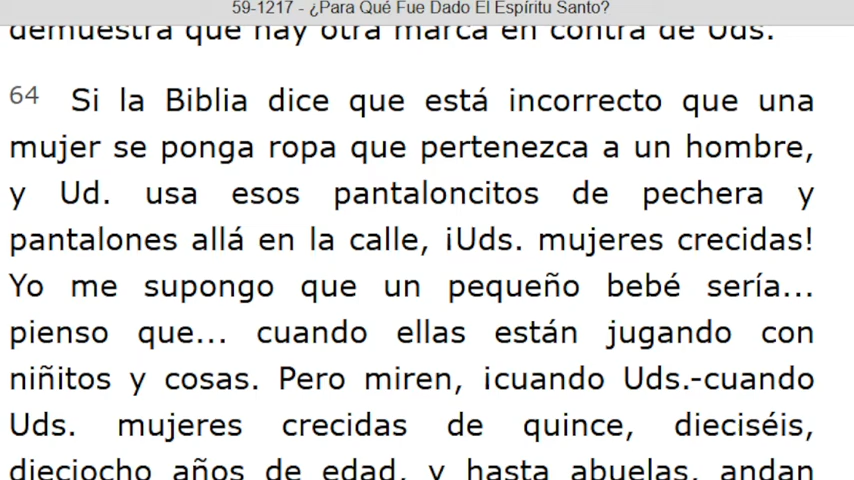 59-1217 - ¿Para Qué Fue Dado El Espíritu Santo?
demuestra que hay otra marca en contra de Uds.
64 Si la Biblia dice que está incorrecto que una
mujer se ponga ropa que pertenezca a un hombre,
y Ud. usa esos pantaloncitos de pechera y
pantalones allá en la calle, ¡Uds. mujeres crecidas!
Yo me supongo que un pequeño bebé sería...
pienso que... cuando ellas están jugando con
niñitos y cosas. Pero miren, ¡cuando Uds.-cuando
Uds. mujeres crecidas de quince, dieciséis,
dieciocho años de edad, y hasta abuelas, andan